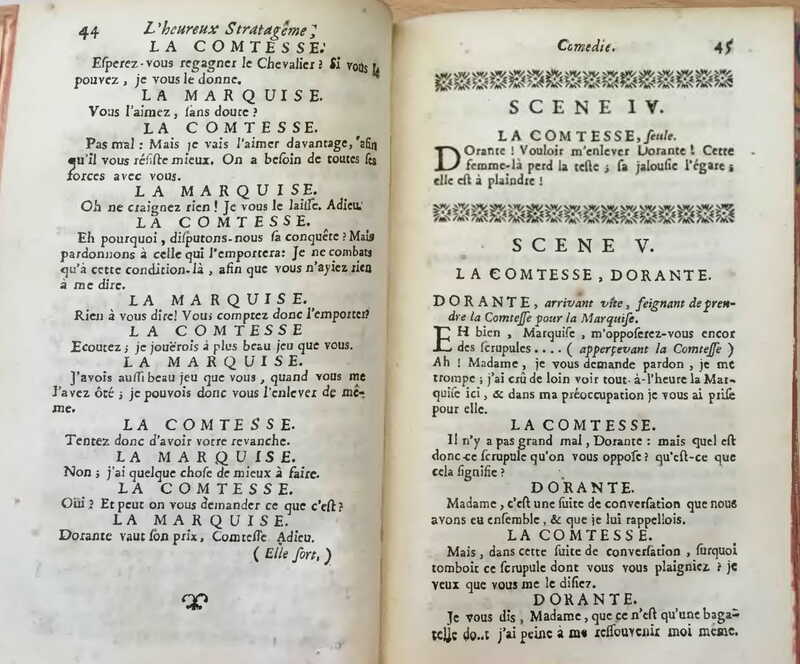 44 L'heureux Stratagême ;
LA COMTESSE.
Eſperez-vous regagner le Chevalier ? Si vous le
pouvez , je vous le donne.
LA MARQUISE.
Vous l'aimez , ſans doute ?
LA COMTESSE.
Pas mal : Mais je vais l'aimer davantage, afin
qu'il vous réſiſte mieux. On a beſoin de toutes ſes
forces avec vous.
LA MARQUISE.
Oh ne craignez rien ! Je vous le laiſſe. Adieu.
LA COMTESSE.
Eh pourquoi , diſputons-nous ſa conquête ? Mais
pardonnons à celle qui l'emportera: Je ne combats
qu'à cette condition-là , afin que vous n'ayiez rien
à me dire.
LA MARQUISE.
Rien à vous dire! Vous comptez donc l'emporter?
LA COMTESSE
Ecoutez ; je jouërois à plus beau jeu que vous.
LA MARQUISE.
J'avois auſſi beau jeu que vous , quand vous me
l'avez ôté ; je pouvois donc vous l'enlever de mê-
me.
LA COMTESSE.
Tentez donc d'avoir votre revanche.
LA MARQUISE.
Non ; j'ai quelque choſe de mieux à faire.
LA COMTESSE.
Oüi ? Et peut on vous demander ce que c'eſt ?
LA MARQUISE.
Dorante vaut ſon prix, Comteſſe Adieu.
( Elle ſort, )
Comedie. 45
SCENE IV.
LA COMTESSE, ſeule.
DOrante ! Vouloir m'enlever Dorante ! Cette
femme-là perd la teſte ; ſa jalouſie l'égare ;
elle eſt à plaindre !
SCENE V.
LA COMTESSE , DORANTE.
DORANTE, arrivant vîte, feignant de pren-
dre la Comteſſe pour la Marquiſe.
EH bien , Marquiſe , m'oppoſerez-vous encor
des ſcrupules . . . . ( apperçevant la Comteſſe )
Ah ! Madame , je vous demande pardon , je me
trompe ; j'ai crû de loin voir tout-à-l'heure la Mar-
quiſe ici , & dans ma préoccupation je vous ai priſe
pour elle.
LA COMTESSE.
Il n'y a pas grand mal , Dorante : mais quel eſt
donc-ce ſcrupule qu'on vous oppoſe ? qu'eſt-ce que
cela ſignifie ?
DORANTE.
Madame , c'eſt une ſuite de converſation que nous
avons eu enſemble , & que je lui rappellois.
LA COMTESSE.
Mais , dans cette ſuite de converſation , ſurquoi
tomboit ce ſcrupule dont vous vous plaigniez ? je
veux que vous me le diſiez.
DORANTE.
Je vous dis , Madame, que ce n'eſt qu'une baga-
telle do..t j'ai peine à me reſſouvenir moi même.